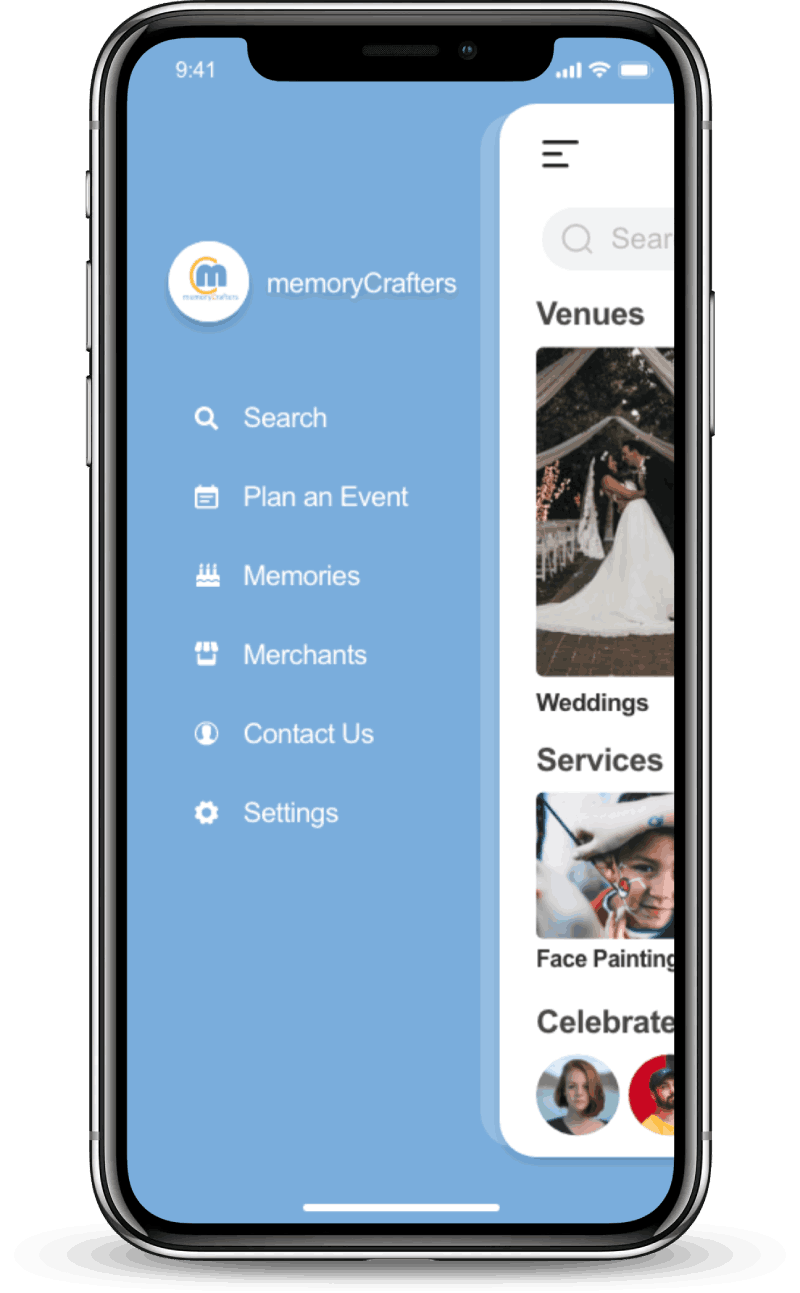 9:41
memoryCrafters
memoryCrafters
Search
Plan an Event
Memories
Merchants
Contact Us
Settings
Sear
Venues
Weddings
Services
Face Painting
Celebrate